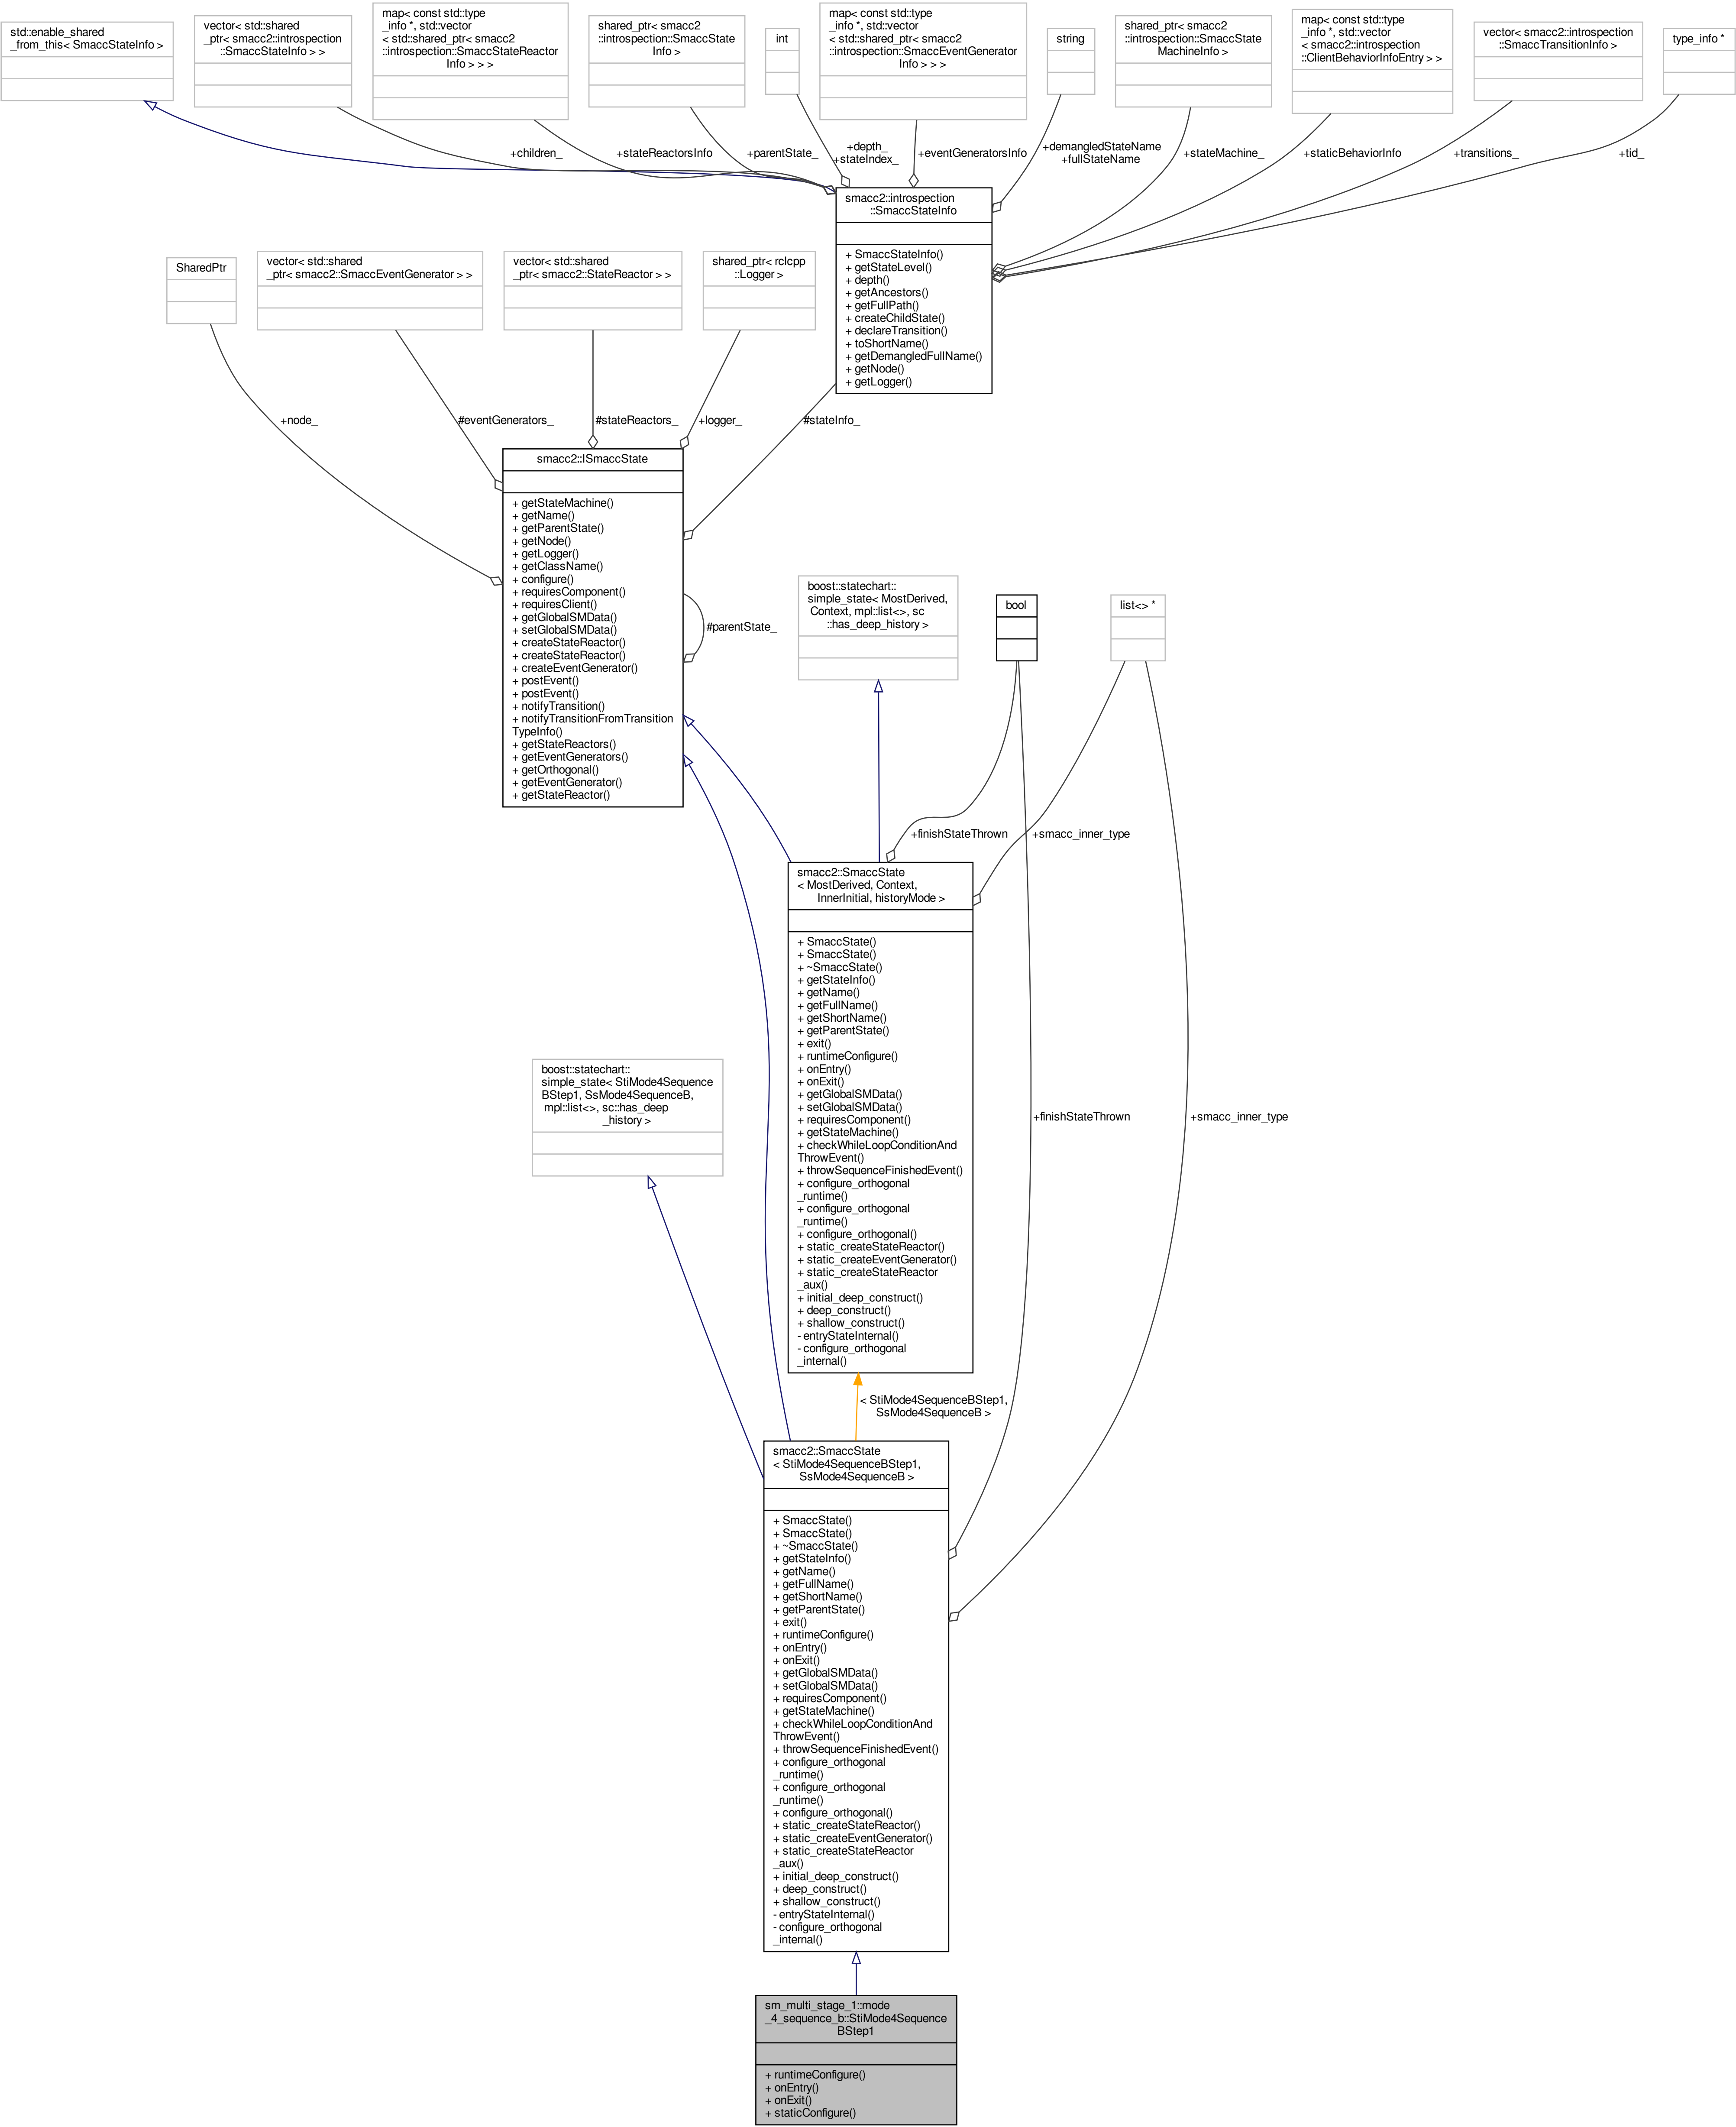 std::enable_shared
_from_this< SmaccStateInfo >
vector< std::shared
_ptr< smacc2::introspection
::SmaccStateInfo > >
map< const std::type
_info *, std::vector
< std::shared_ptr< smacc2
::introspection::SmaccStateReactor
Info > > >
shared_ptr< smacc2
::introspection::SmaccState
Info >
int
map< const std::type
_info *, std::vector
< std::shared_ptr< smacc2
::introspection::SmaccEventGenerator
Info > > >
string
shared_ptr< smacc2
::introspection::SmaccState
MachineInfo >
map< const std::type
_info *, std::vector
< smacc2::introspection
::ClientBehaviorInfoEntry > >
vector< smacc2::introspection
::SmaccTransitionInfo >
type_info *
+children_
+stateReactorsInfo
+parentState_
+depth_
+stateIndex_
+eventGeneratorsInfo
+demangledStateName
+fullStateName
+stateMachine_
+staticBehaviorInfo
+transitions_
+tid_
smacc2::introspection
::SmaccStateInfo
+ SmaccStateInfo()
+ getStateLevel()
+ depth()
+ getAncestors()
+ getFullPath()
+ createChildState()
+ declareTransition()
+ toShortName()
+ getDemangledFullName()
+ getNode()
+ getLogger()
SharedPtr
vector< std::shared
_ptr< smacc2::SmaccEventGenerator > >
vector< std::shared
_ptr< smacc2::StateReactor > >
shared_ptr< rclcpp
::Logger >
+node_
#eventGenerators_
#stateReactors_
+logger_
#stateInfo_
smacc2::ISmaccState
+ getStateMachine()
+ getName()
+ getParentState()
+ getNode()
+ getLogger()
+ getClassName()
+ configure()
+ requiresComponent()
+ requiresClient()
+ getGlobalSMData()
+ setGlobalSMData()
+ createStateReactor()
+ createStateReactor()
+ createEventGenerator()
+ postEvent()
+ postEvent()
+ notifyTransition()
+ notifyTransitionFromTransition
TypeInfo()
+ getStateReactors()
+ getEventGenerators()
+ getOrthogonal()
+ getEventGenerator()
+ getStateReactor()
#parentState_
boost::statechart::
simple_state< MostDerived,
Context, mpl::list<>, sc
::has_deep_history >
bool
list<> *
+finishStateThrown
+smacc_inner_type
smacc2::SmaccState
< MostDerived, Context,
InnerInitial, historyMode >
+ SmaccState()
+ SmaccState()
+ ~SmaccState()
+ getStateInfo()
+ getName()
+ getFullName()
+ getShortName()
+ getParentState()
+ exit()
+ runtimeConfigure()
+ onEntry()
+ onExit()
+ getGlobalSMData()
+ setGlobalSMData()
+ requiresComponent()
+ getStateMachine()
+ checkWhileLoopConditionAnd
ThrowEvent()
+ throwSequenceFinishedEvent()
+ configure_orthogonal
_runtime()
+ configure_orthogonal
_runtime()
+ configure_orthogonal()
+ static_createStateReactor()
+ static_createEventGenerator()
+ static_createStateReactor
_aux()
+ initial_deep_construct()
+ deep_construct()
+ shallow_construct()
- entryStateInternal()
- configure_orthogonal
_internal()
boost::statechart::
simple_state< StiMode4Sequence
BStep1, SsMode4SequenceB,
mpl::list<>, sc::has_deep
_history >
+finishStateThrown
+smacc_inner_type
< StiMode4SequenceBStep1,
SsMode4SequenceB >
smacc2::SmaccState
< StiMode4SequenceBStep1,
SsMode4SequenceB >
+ SmaccState()
+ SmaccState()
+ ~SmaccState()
+ getStateInfo()
+ getName()
+ getFullName()
+ getShortName()
+ getParentState()
+ exit()
+ runtimeConfigure()
+ onEntry()
+ onExit()
+ getGlobalSMData()
+ setGlobalSMData()
+ requiresComponent()
+ getStateMachine()
+ checkWhileLoopConditionAnd
ThrowEvent()
+ throwSequenceFinishedEvent()
+ configure_orthogonal
_runtime()
+ configure_orthogonal
_runtime()
+ configure_orthogonal()
+ static_createStateReactor()
+ static_createEventGenerator()
+ static_createStateReactor
_aux()
+ initial_deep_construct()
+ deep_construct()
+ shallow_construct()
- entryStateInternal()
- configure_orthogonal
_internal()
sm_multi_stage_1::mode
_4_sequence_b::StiMode4Sequence
BStep1
+ runtimeConfigure()
+ onEntry()
+ onExit()
+ staticConfigure()